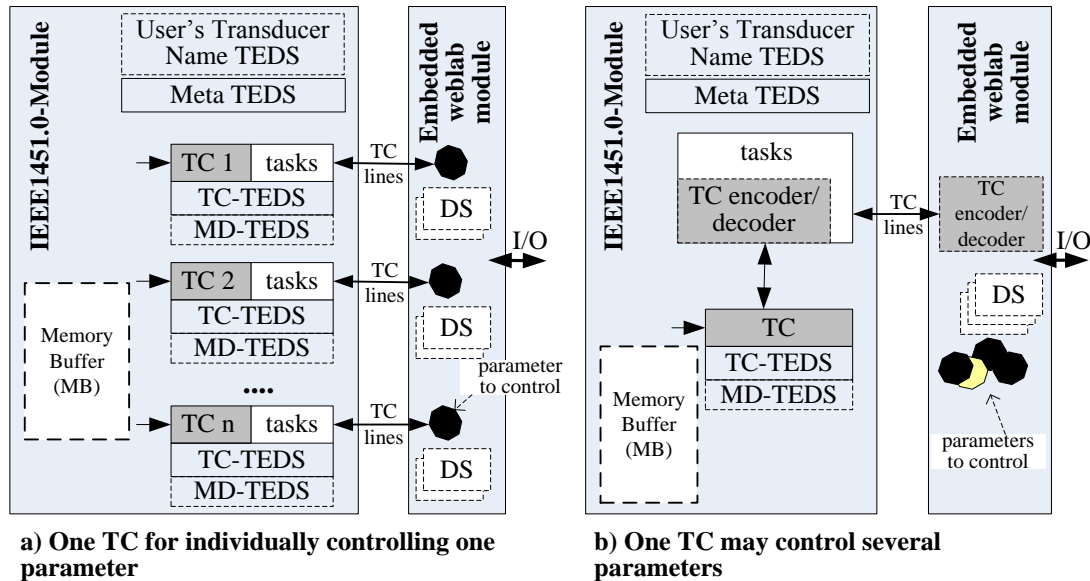 IEEE1451.0-Module
User's Transducer
Name TEDS
Meta TEDS
Embedded
weblab
module
TC 1
tasks
TC
lines
TC-TEDS
MD-TEDS
DS
I/O
TC 2
tasks
TC
lines
TC-TEDS
MD-TEDS
DS
Memory
Buffer
(MB)
....
parameter
to control
TC n
tasks
TC
lines
TC-TEDS
MD-TEDS
DS
a) One TC for individually controlling one
parameter
IEEE1451.0-Module
User's Transducer
Name TEDS
Meta TEDS
Embedded
weblab
module
tasks
TC encoder/
decoder
TC
lines
TC
encoder/
decoder
I/O
DS
TC
TC-TEDS
MD-TEDS
Memory
Buffer
(MB)
parameters
to control
b) One TC may control several
parameters